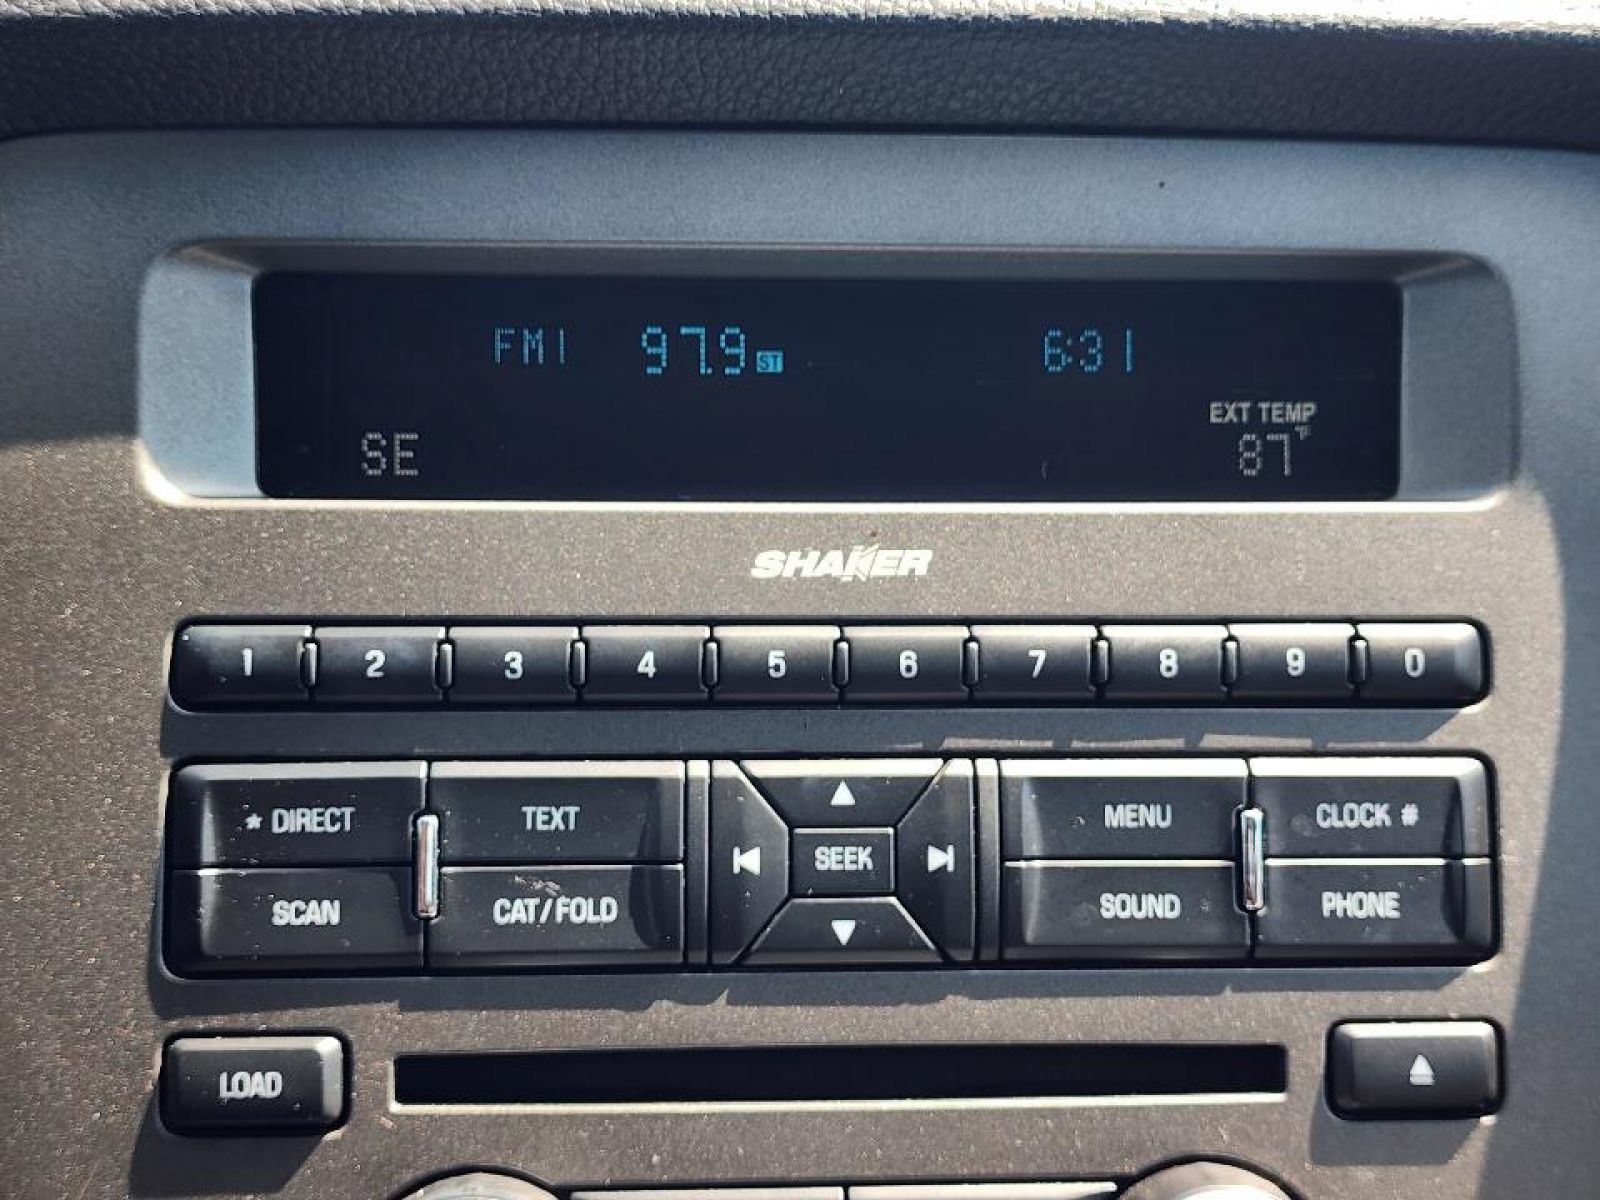 FM1 97.9 ST 6:31
EXT TEMP
SE 87°F
SHAKER
1 2 3 4 5 6 7 8 9 0
* DIRECT TEXT MENU CLOCK #
SEEK
SCAN CAT/FOLD SOUND PHONE
LOAD